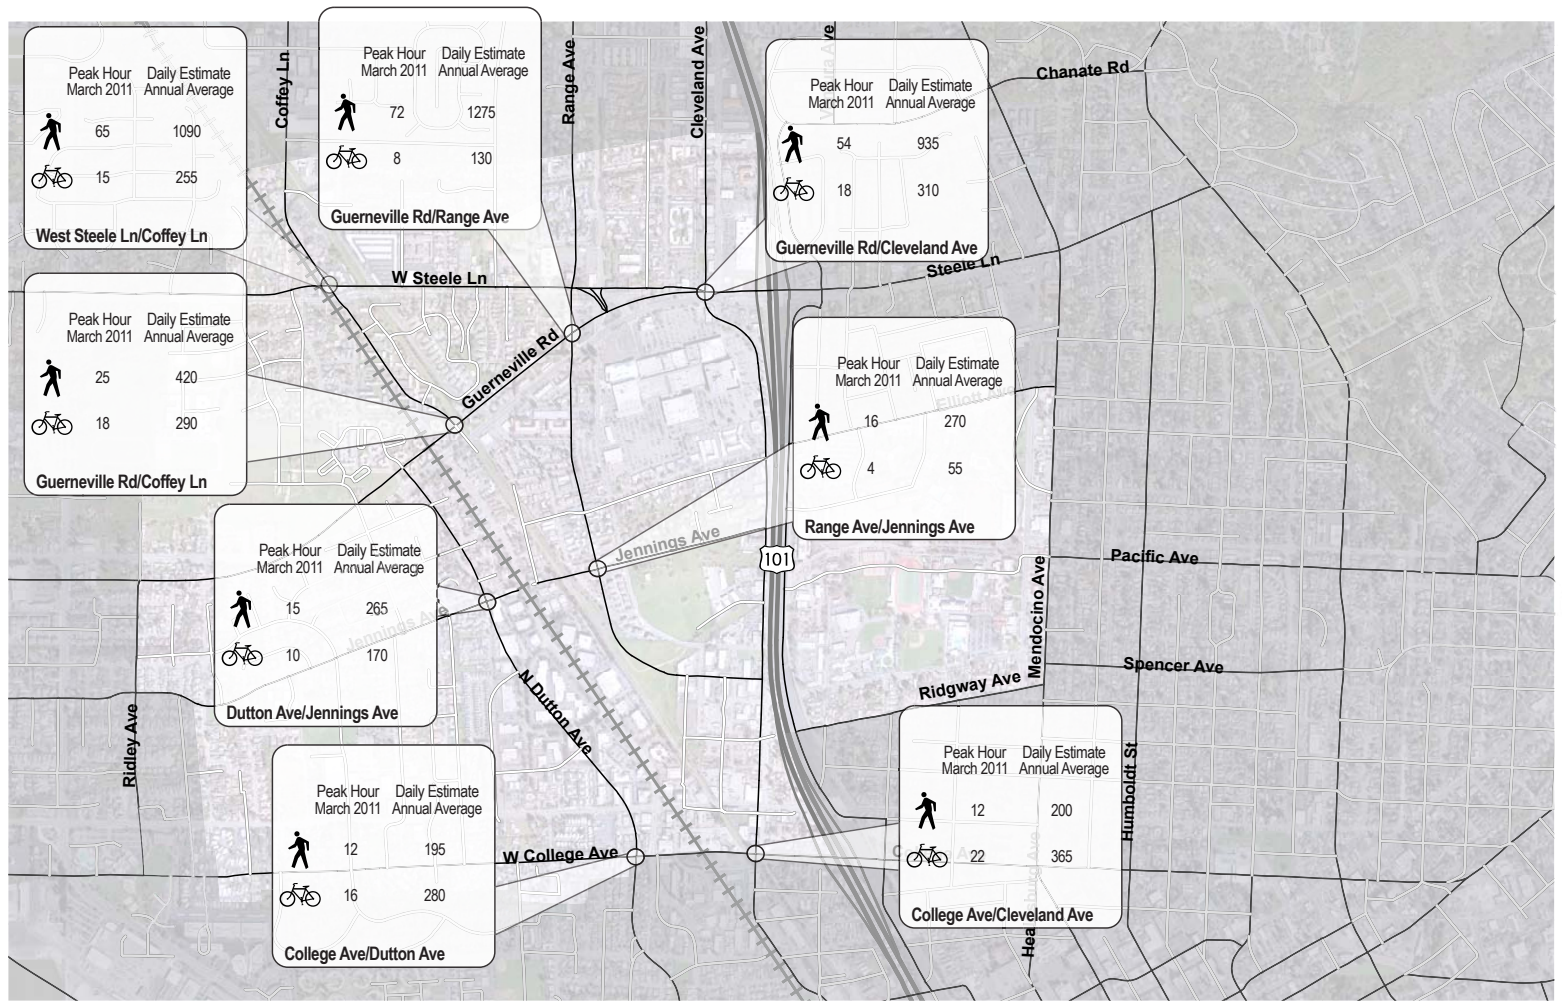 Peak Hour Daily Estimate
March 2011 Annual Average
65 1090
15 255
West Steele Ln/Coffey Ln
Coffey Ln
Peak Hour Daily Estimate
March 2011 Annual Average
72 1275
8 130
Guerneville Rd/Range Ave
Range Ave
Cleveland Ave
Peak Hour Daily Estimate
March 2011 Annual Average
54 935
18 310
Guerneville Rd/Cleveland Ave
Chanate Rd
W Steele Ln
Steele Ln
Peak Hour Daily Estimate
March 2011 Annual Average
25 420
18 290
Guerneville Rd/Coffey Ln
Guerneville Rd
Peak Hour Daily Estimate
March 2011 Annual Average
Elliott Ave
16 270
4 55
Range Ave/Jennings Ave
Jennings Ave
101
Pacific Ave
Mendocino Ave
Peak Hour Daily Estimate
March 2011 Annual Average
15 265
Jennings Ave
10 170
Dutton Ave/Jennings Ave
Spencer Ave
Ridgway Ave
N Dutton Ave
Ridley Ave
Humboldt St
Peak Hour Daily Estimate
March 2011 Annual Average
12 195
16 280
College Ave/Dutton Ave
W College Ave
Peak Hour Daily Estimate
March 2011 Annual Average
12 200
22 365
College Ave/Cleveland Ave